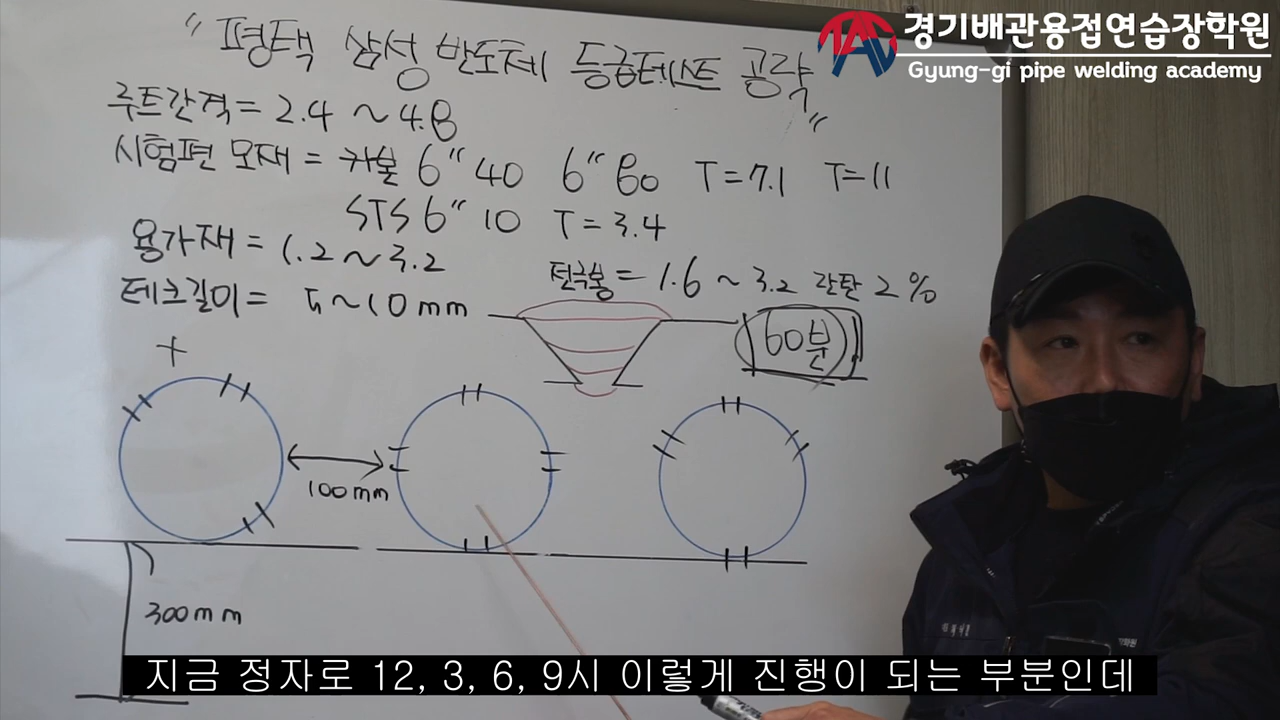 경기배관용접연습장학원
Gyung-gi pipe welding academy
" 평택 삼성 반도체 등급테스트 공략 "
루트간격 = 2.4 ~ 4.8
시험편 모재 = 카본 6" 40 6" 80 T=7.1 T=11
STS 6" 10 T=3.4
용가재 = 1.2 ~ 3.2
전극봉 = 1.6 ~ 3.2 란탄 2%
테크길이 = 5 ~ 10mm
60분
100mm
300mm
지금 정자로 12, 3, 6, 9시 이렇게 진행이 되는 부분인데